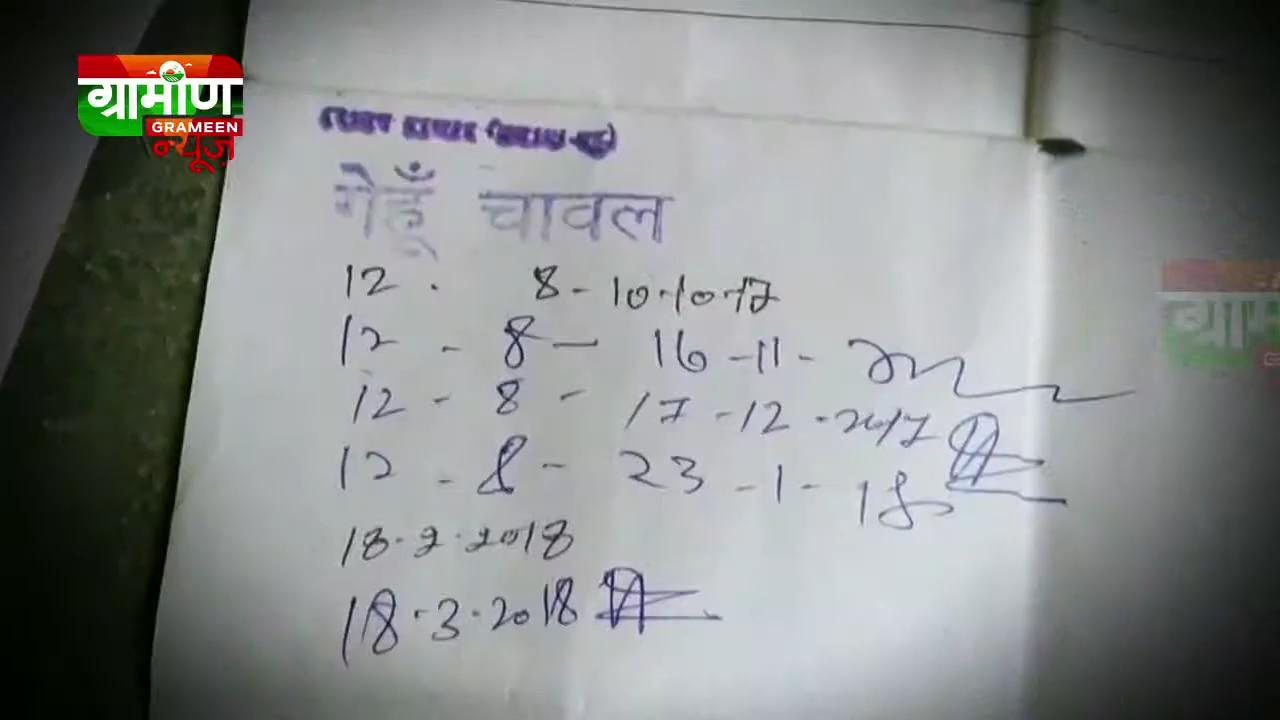 ग्रामीण
GRAMEEN
न्यूज
गेहूँ चावल
12 . 8 - 10.10.17
12 - 8 - 16 - 11 -
12 - 8 - 17 - 12 - 2017
12 - 8 - 23 - 1 - 18
18.2.2018
18.3.2018
ग्राम